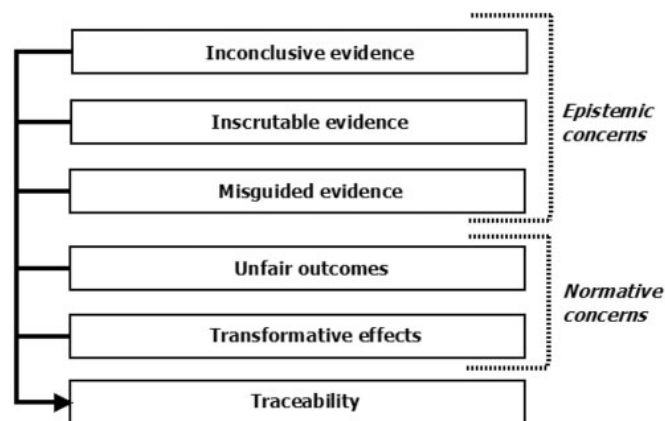 Inconclusive evidence
Inscrutable evidence
Epistemic
concerns
Misguided evidence
Unfair outcomes
Normative
concerns
Transformative effects
Traceability